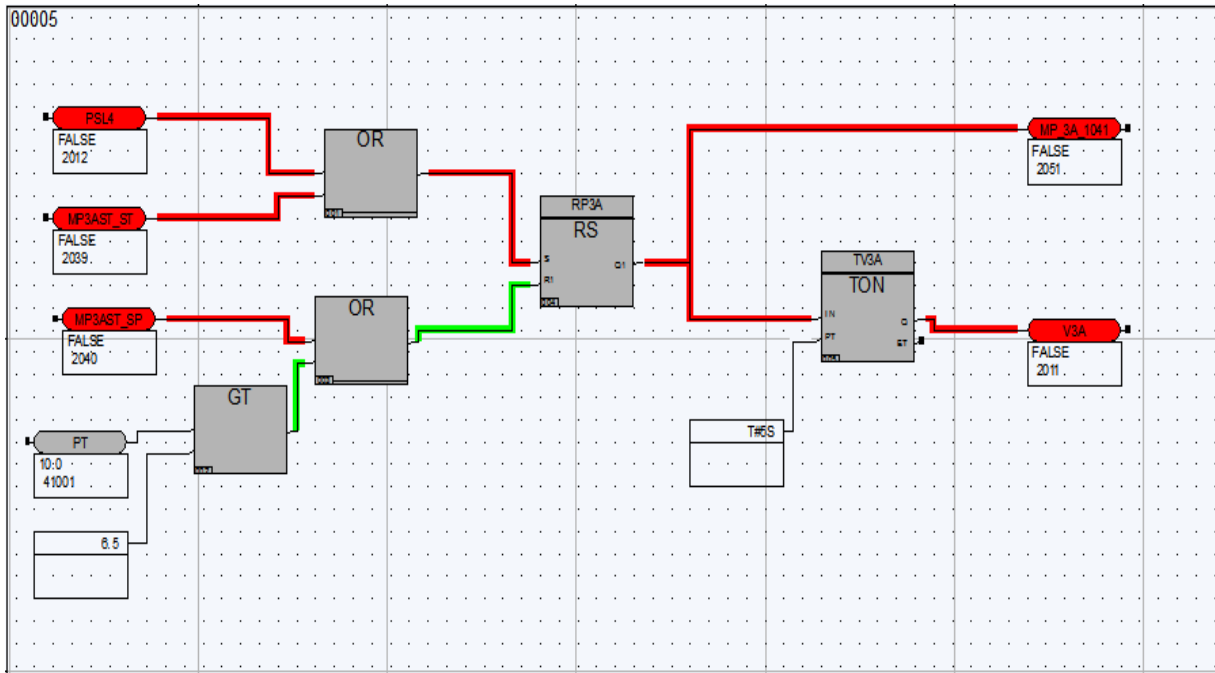 00005
PSL4
FALSE
2012
MP3AST_ST
FALSE
2039
MP3AST_SP
FALSE
2040
PT
10.0
41001
6.5
OR
OR
GT
RP3A
RS
S
R1
Q1
TV3A
TON
IN
PT
Q
ET
T#5S
MP_3A_1041
FALSE
2051
V3A
FALSE
2011